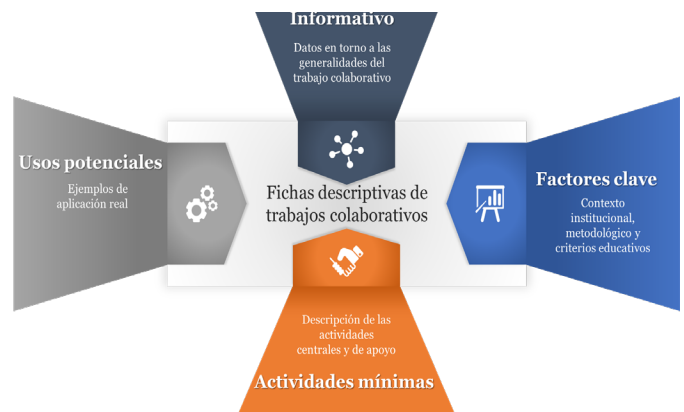 Informativo
Datos en torno a las
generalidades del
trabajo colaborativo
Usos potenciales
Ejemplos de
aplicación real
Fichas descriptivas de
trabajos colaborativos
Factores clave
Contexto
institucional,
metodológico y
criterios educativos
Descripción de las
actividades
centrales y de apoyo
Actividades mínimas